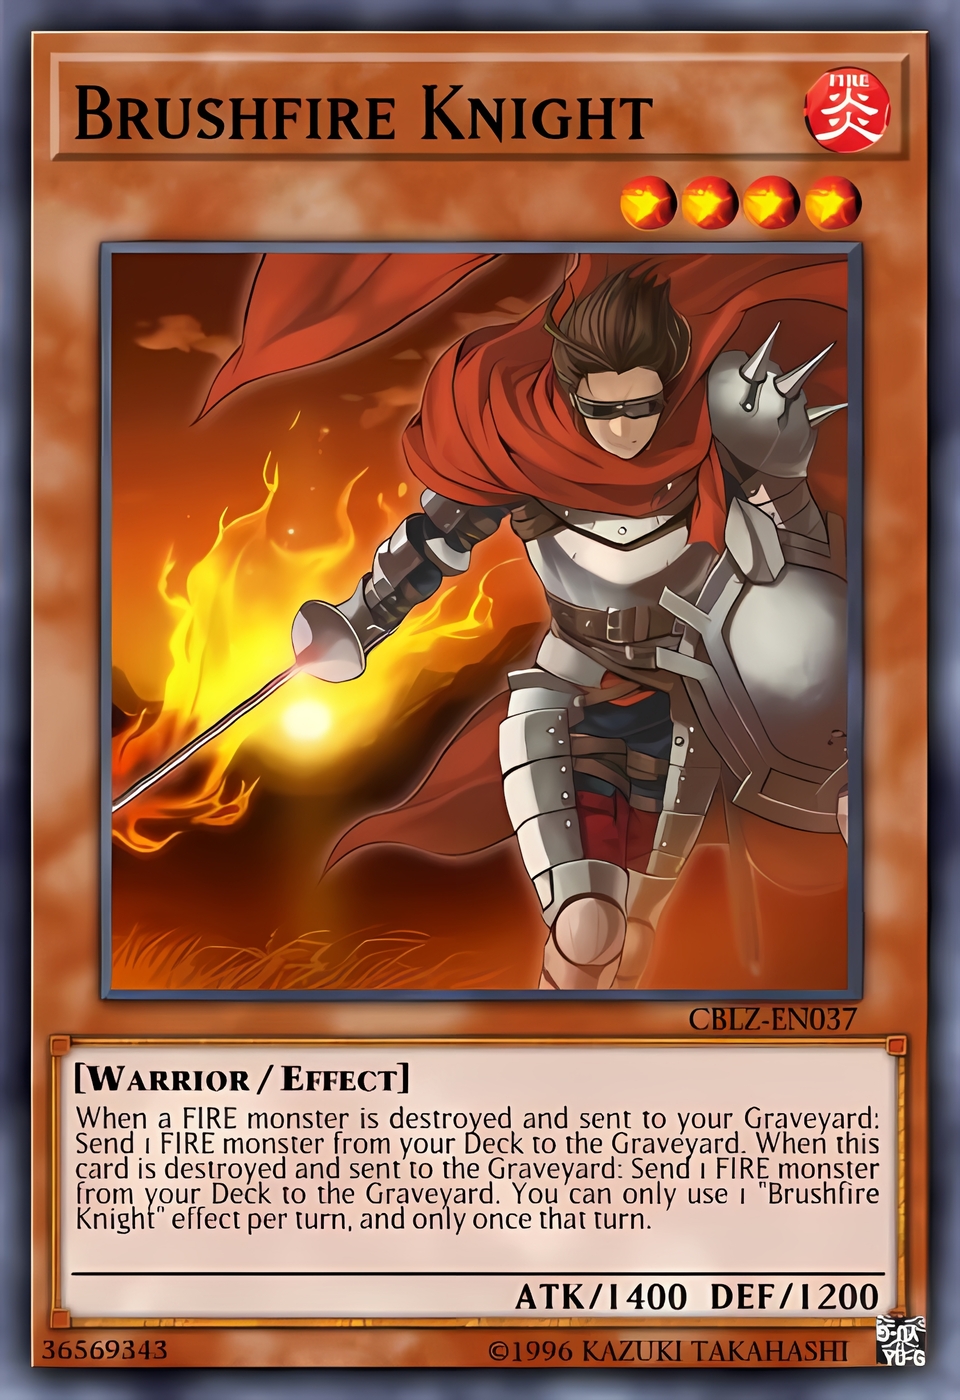 Brushfire Knight
炎
CBLZ-EN037
[Warrior / Effect]
When a FIRE monster is destroyed and sent to your Graveyard:
Send 1 FIRE monster from your Deck to the Graveyard. When this
card is destroyed and sent to the Graveyard: Send 1 FIRE monster
from your Deck to the Graveyard. You can only use 1 "Brushfire
Knight" effect per turn, and only once that turn.
ATK/1400 DEF/1200
36569343
©1996 KAZUKI TAKAHASHI